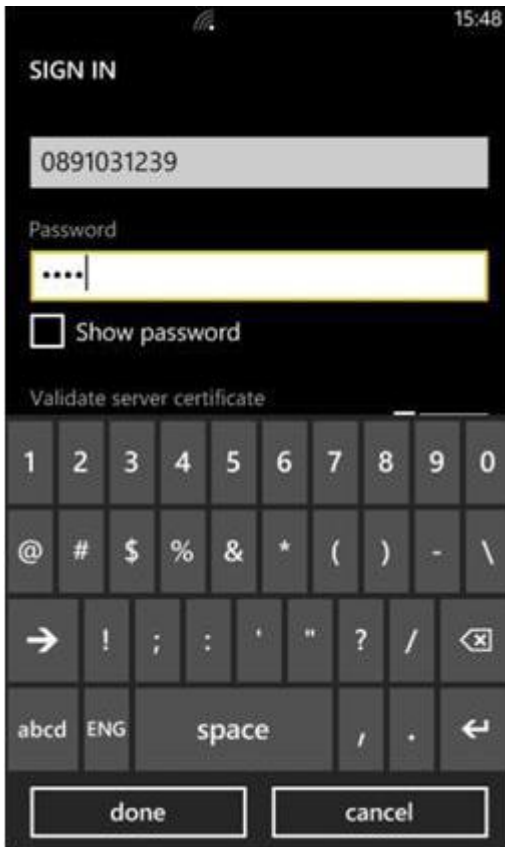 15:48
SIGN IN
0891031239
Password
••••
Show password
Validate server certificate
1 2 3 4 5 6 7 8 9 0
@ # $ % & * ( ) - \
→ ! ; : ' " ? /
abcd ENG space , .
done cancel